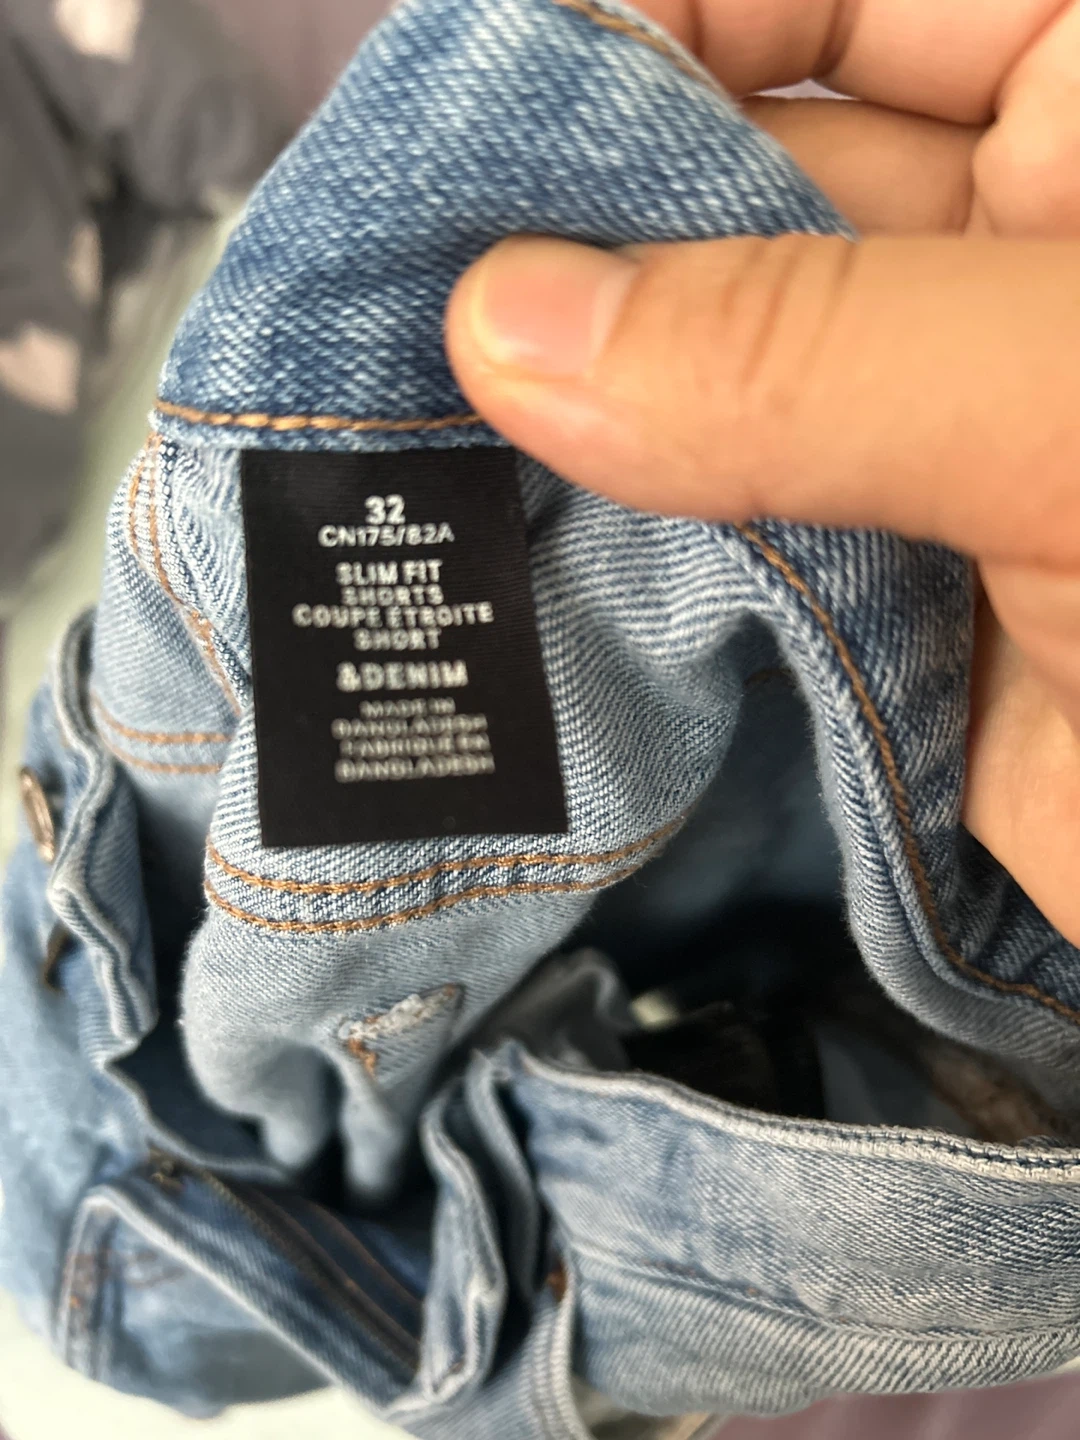 32
CN175/82A
SLIM FIT
SHORTS
COUPE ÉTROITE
SHORT
&DENIM
MADE IN
BANGLADESH
FABRIQUÉ EN
BANGLADESH